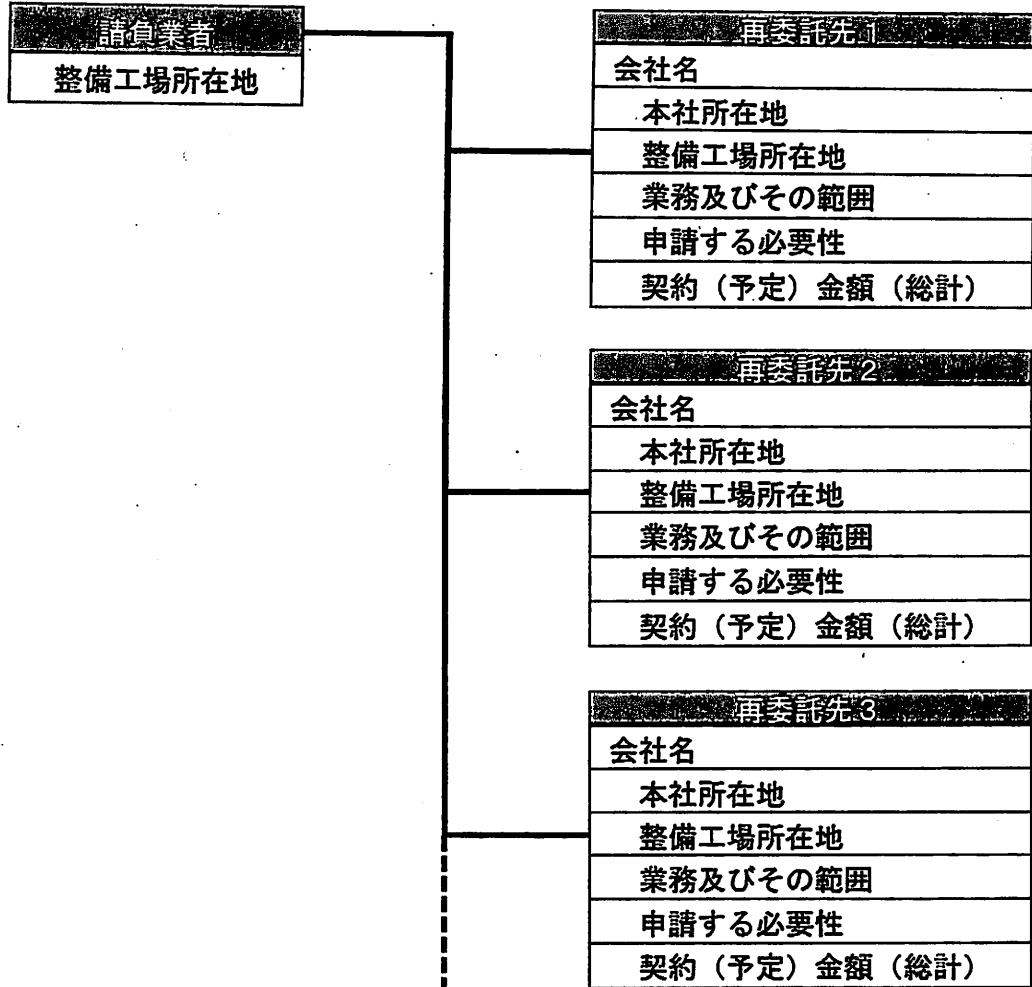 請負業者
整備工場所在地
再委託先1
会社名
本社所在地
整備工場所在地
業務及びその範囲
申請する必要性
契約（予定）金額（総計）
再委託先2
会社名
本社所在地
整備工場所在地
業務及びその範囲
申請する必要性
契約（予定）金額（総計）
再委託先3
会社名
本社所在地
整備工場所在地
業務及びその範囲
申請する必要性
契約（予定）金額（総計）